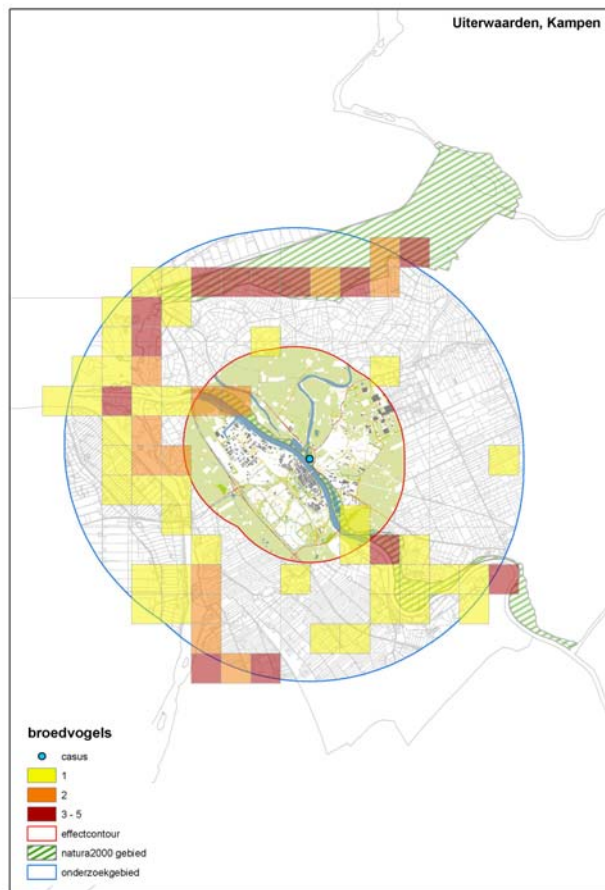 Uiterwaarden, Kampen
broedvogels
casus
1
2
3 - 5
effectcontour
natura2000 gebied
onderzoekgebied